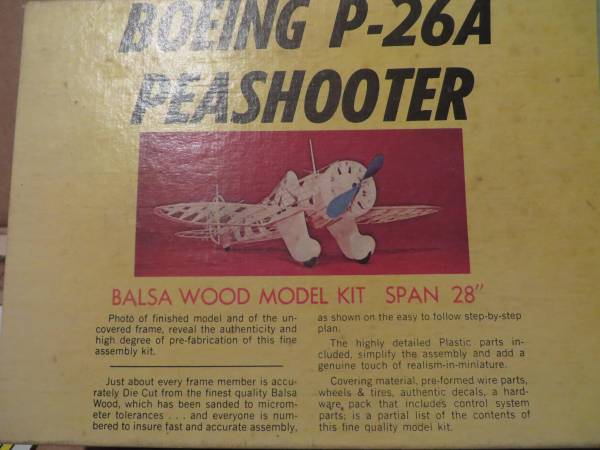 BOEING P-26A
PEASHOOTER
BALSA WOOD MODEL KIT SPAN 28"
Photo of finished model and of the un-
covered frame, reveal the authenticity and
high degree of pre-fabrication of this fine
assembly kit.
Just about every frame member is accu-
rately Die Cut from the finest quality Balsa
Wood, which has been sanded to microm-
eter tolerances . . . and everyone is num-
bered to insure fast and accurate assembly,
as shown on the easy to follow step-by-step
plan.
The highly detailed Plastic parts in-
cluded, simplify the assembly and add a
genuine touch of realism-in-miniature.
Covering material, pre-formed wire parts,
wheels & tires, authentic decals, a hard-
ware pack that includes control system
parts; is a partial list of the contents of
this fine quality model kit.